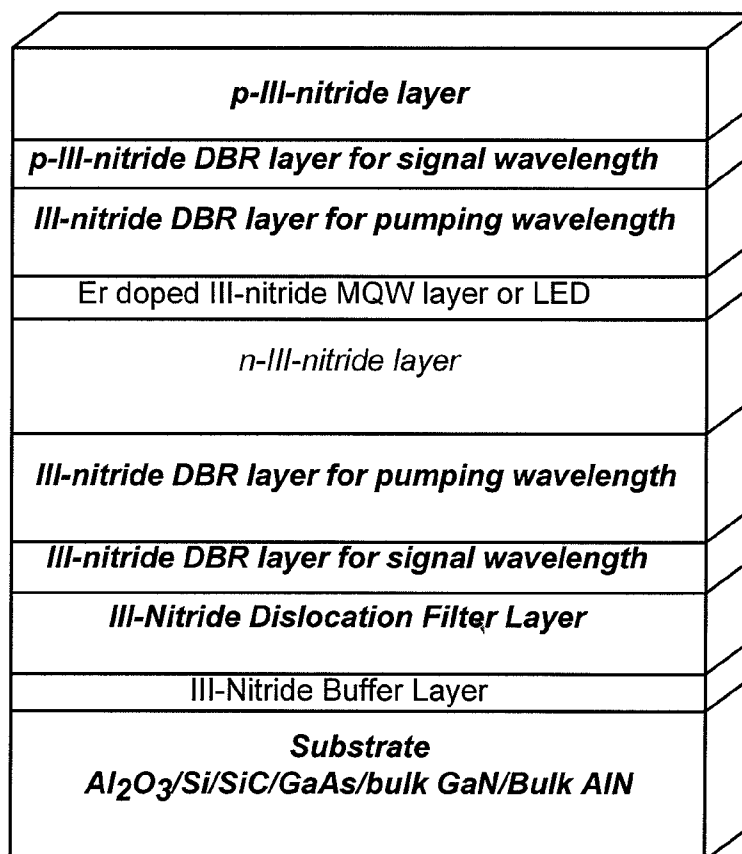 p-III-nitride layer
p-III-nitride DBR layer for signal wavelength
III-nitride DBR layer for pumping wavelength
Er doped III-nitride MQW layer or LED
n-III-nitride layer
III-nitride DBR layer for pumping wavelength
III-nitride DBR layer for signal wavelength
III-Nitride Dislocation Filter Layer
III-Nitride Buffer Layer
Substrate
Al₂O₃/Si/SiC/GaAs/bulk GaN/Bulk AlN